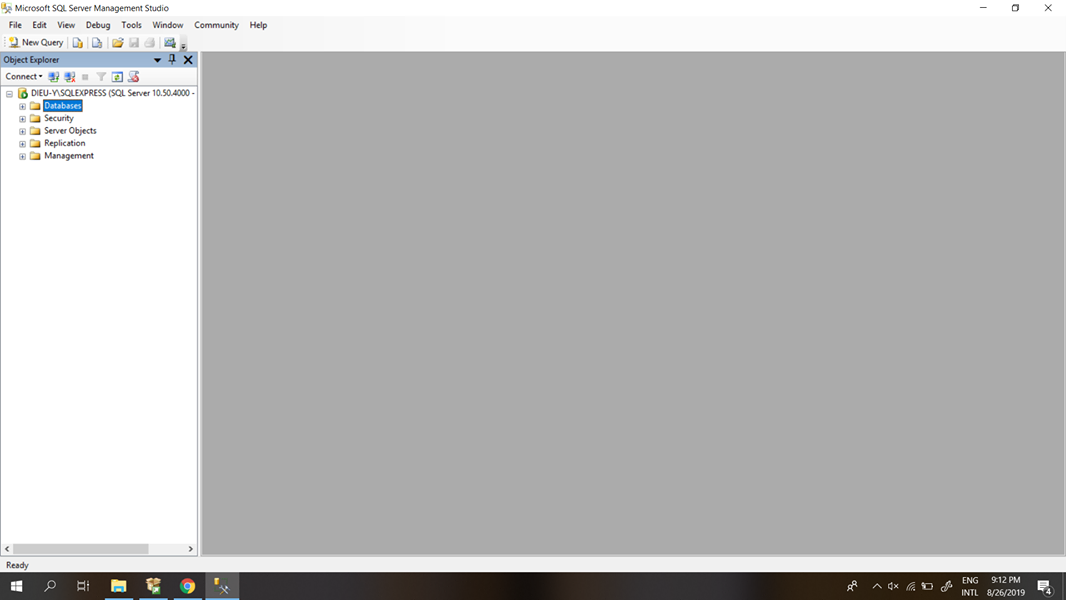 Microsoft SQL Server Management Studio
File Edit View Debug Tools Window Community Help
New Query
Object Explorer
Connect
DIEU-Y\SQLEXPRESS (SQL Server 10.50.4000 -
Databases
Security
Server Objects
Replication
Management
Ready
ENG 9:12 PM
INTL 8/26/2019 4